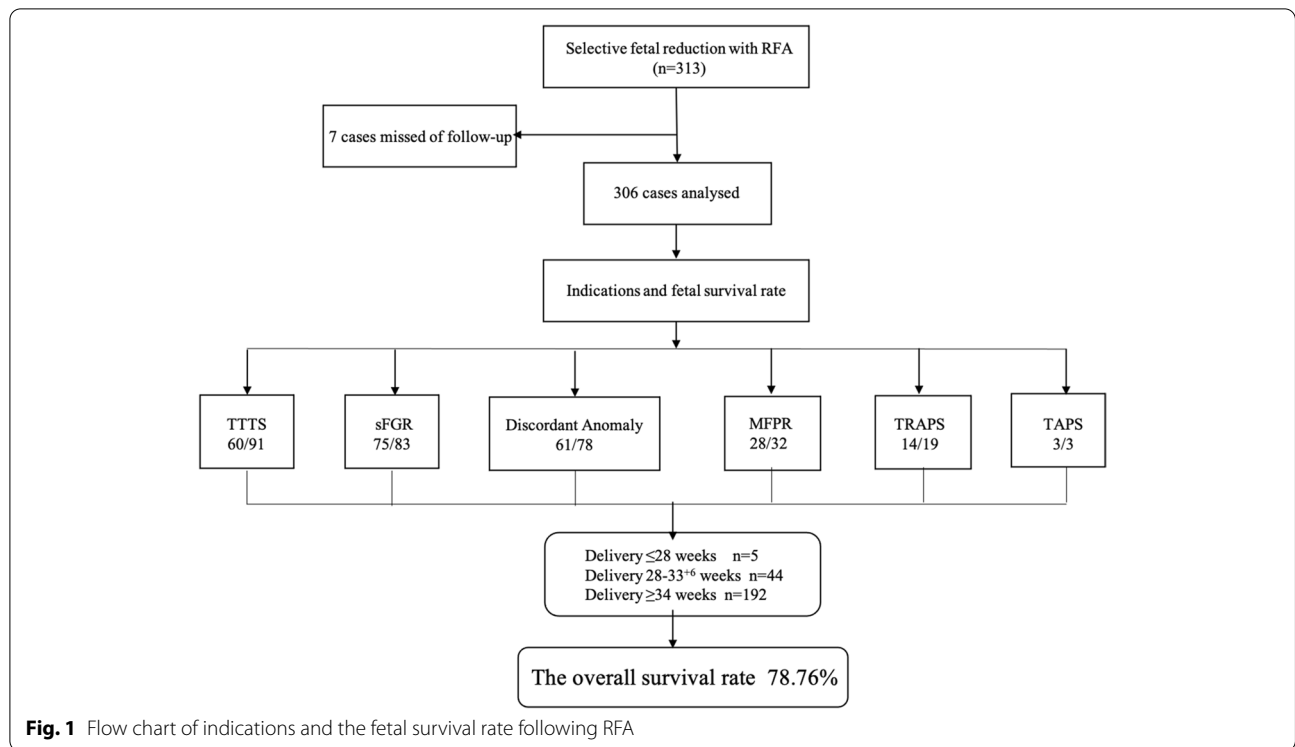 Selective fetal reduction with RFA
(n=313)
7 cases missed of follow-up
306 cases analysed
Indications and fetal survival rate
TTTS
60/91
sFGR
75/83
Discordant Anomaly
61/78
MFPR
28/32
TRAPS
14/19
TAPS
3/3
Delivery ≤28 weeks n=5
Delivery 28-33⁺⁶ weeks n=44
Delivery ≥34 weeks n=192
The overall survival rate 78.76%
Fig. 1 Flow chart of indications and the fetal survival rate following RFA